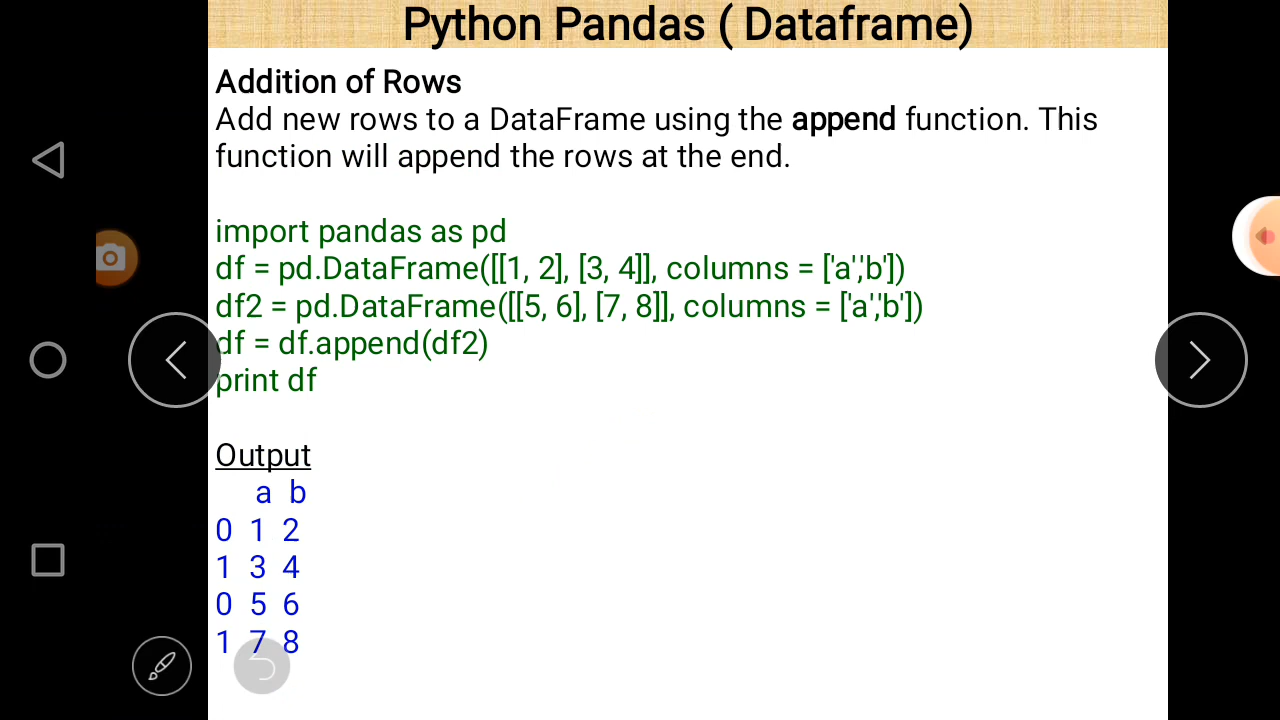 Python Pandas ( Dataframe)
Addition of Rows
Add new rows to a DataFrame using the append function. This
function will append the rows at the end.
import pandas as pd
df = pd.DataFrame([[1, 2], [3, 4]], columns = ['a','b'])
df2 = pd.DataFrame([[5, 6], [7, 8]], columns = ['a','b'])
df = df.append(df2)
print df
Output
a b
0 1 2
1 3 4
0 5 6
1 7 8